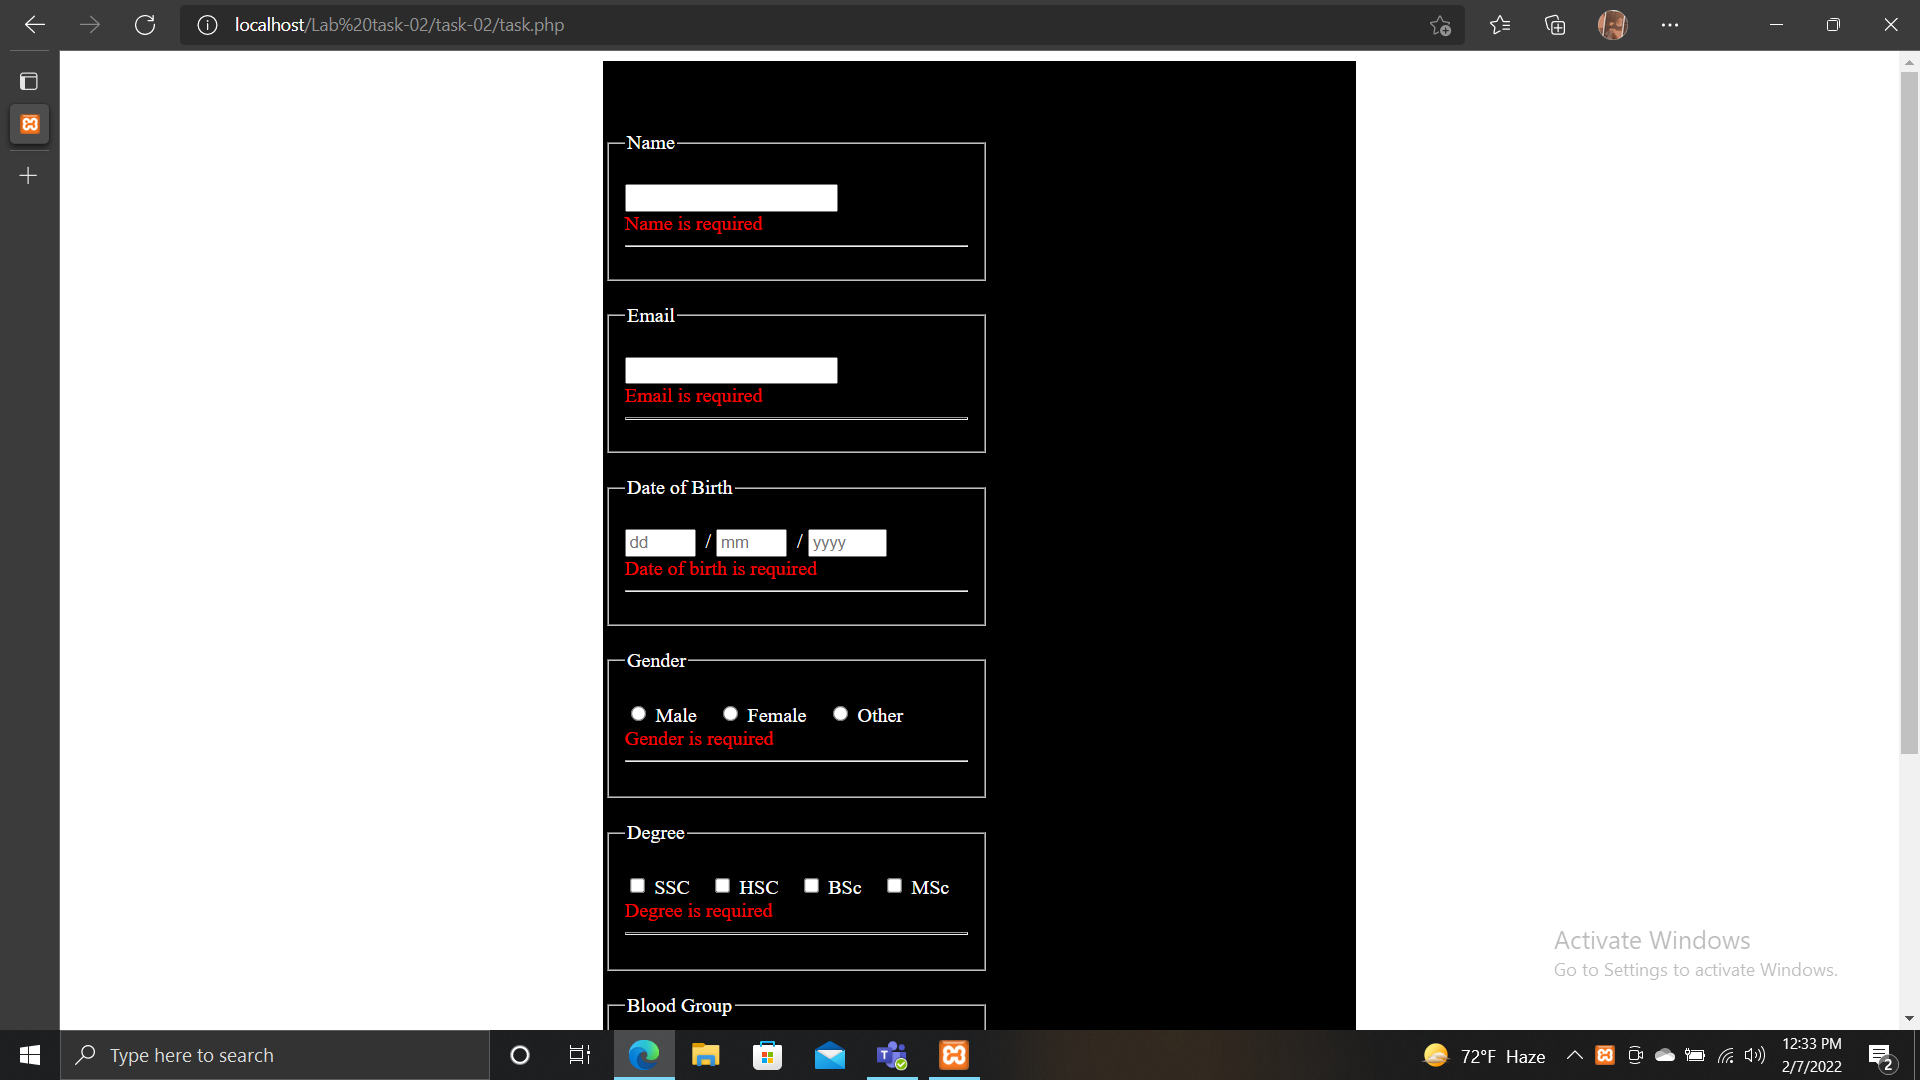 localhost/Lab%20task-02/task-02/task.php
Name
Name is required
Email
Email is required
Date of Birth
dd / mm / yyyy
Date of birth is required
Gender
Male Female Other
Gender is required
Degree
SSC HSC BSc MSc
Degree is required
Blood Group
Activate Windows
Go to Settings to activate Windows.
Type here to search
72°F Haze
12:33 PM
2/7/2022
2